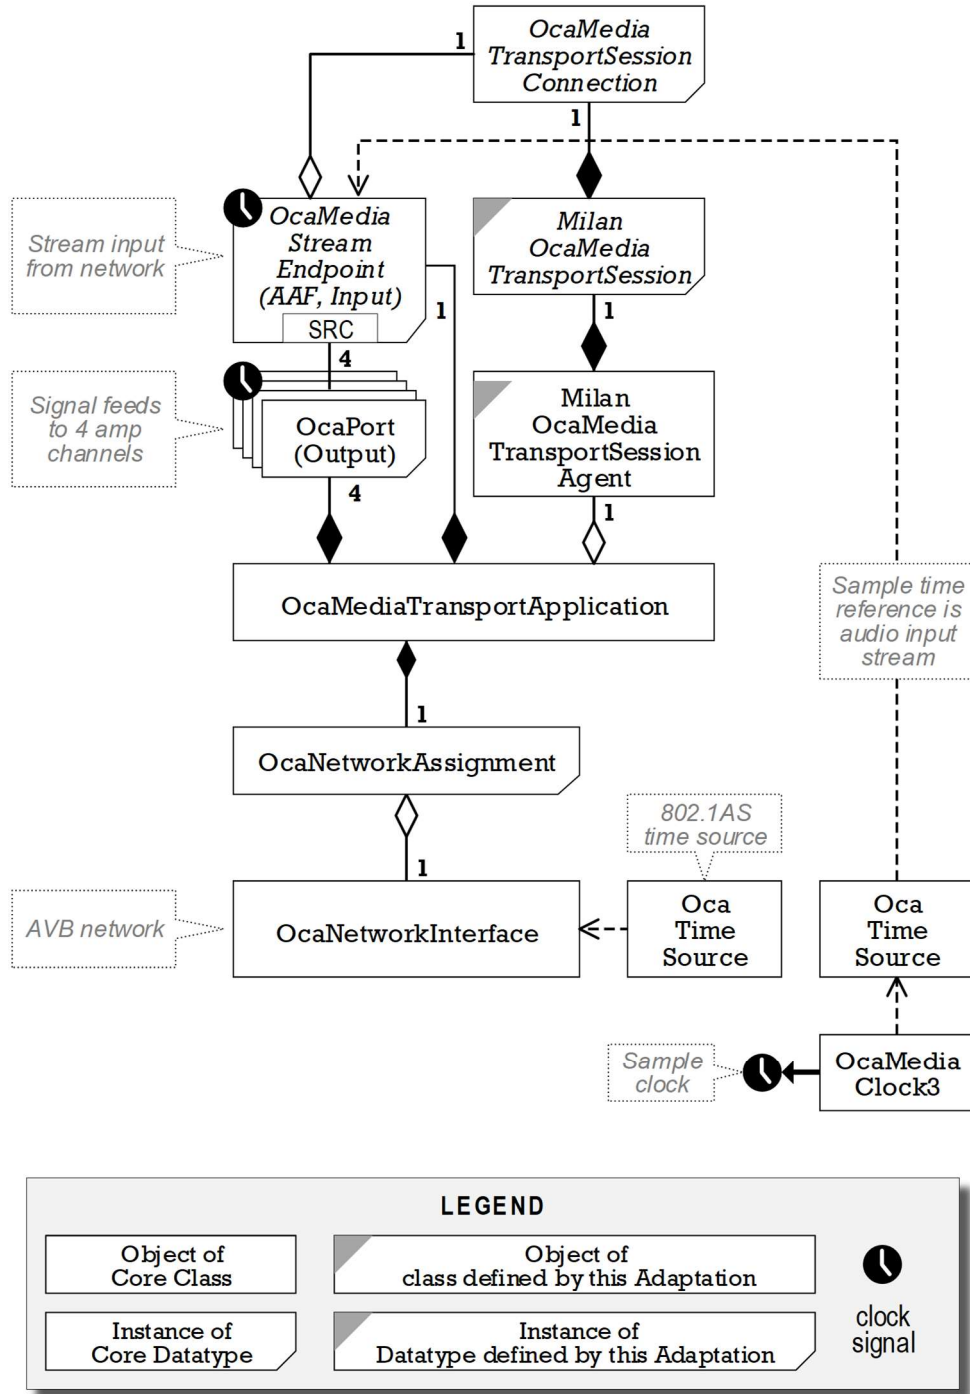 OcaMedia
TransportSession
Connection
1
1
Stream input
from network
OcaMedia
Stream
Endpoint
(AAF, Input)
SRC
1
4
Milan
OcaMedia
TransportSession
1
Signal feeds
to 4 amp
channels
OcaPort
(Output)
4
Milan
OcaMedia
TransportSession
Agent
1
OcaMediaTransportApplication
Sample time
reference is
audio input
stream
1
OcaNetworkAssignment
802.1AS
time source
1
AVB network
OcaNetworkInterface
Oca
Time
Source
Oca
Time
Source
Sample
clock
OcaMedia
Clock3
LEGEND
Object of
Core Class
Object of
class defined by this Adaptation
Instance of
Core Datatype
Instance of
Datatype defined by this Adaptation
clock
signal